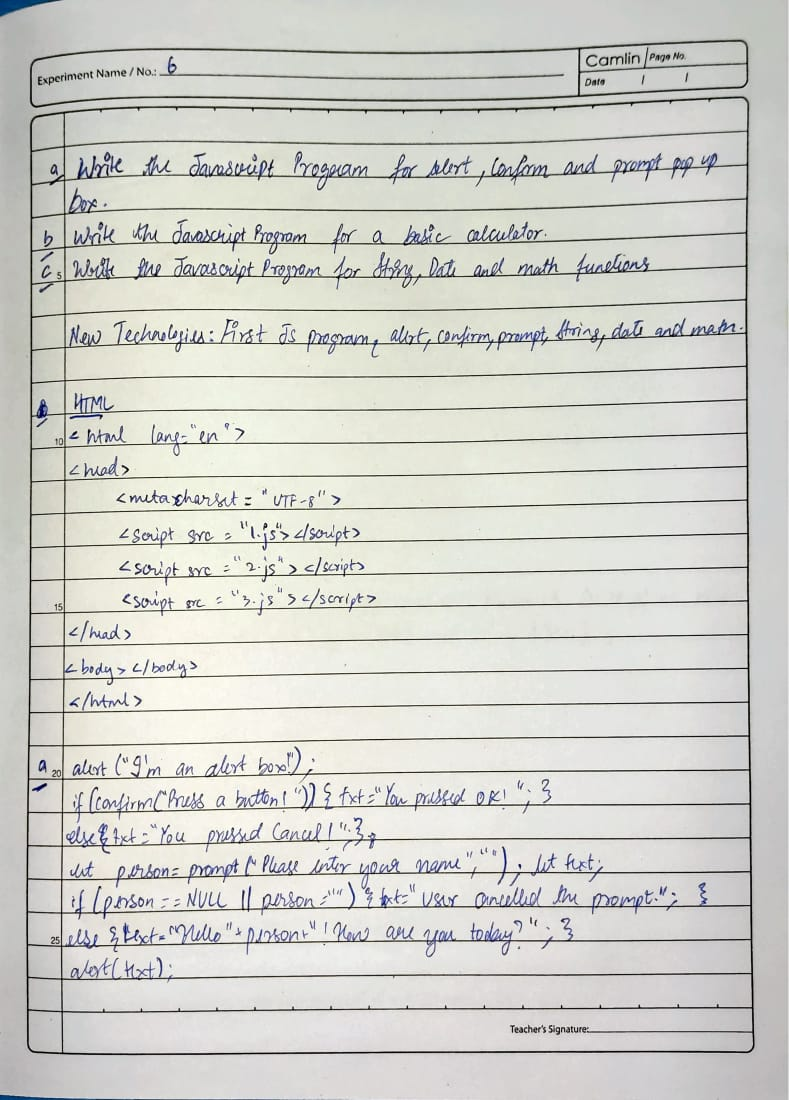 Experiment Name / No.: 6
Camlin Page No.
Date / /
a Write the Javascript Program for alert, Confirm and prompt pop up
box.
b Write the Javascript Program for a basic calculator.
C 5 Write the Javascript Program for String, Date and math functions
New Technologies: First Js program, alert, confirm, prompt, String, date and math.
HTML
10 < html lang="en">
<head>
<meta charset = "UTF-8">
<script src = "1.js"></script>
<script src = "2.js"></script>
15 <script src = "3.js"></script>
</head>
<body></body>
</html>
a 20 alert ("I'm an alert box!");
if (confirm("Press a button!")) { txt="You pressed OK!"; }
else { txt="You pressed Cancel!"; };
let person= prompt ("Please enter your name",""); let text;
if (person == NULL || person ="") { txt="User cancelled the prompt."; }
25 else { text="Hello"+person+"! How are you today?"; }
alert(txt);
Teacher's Signature: